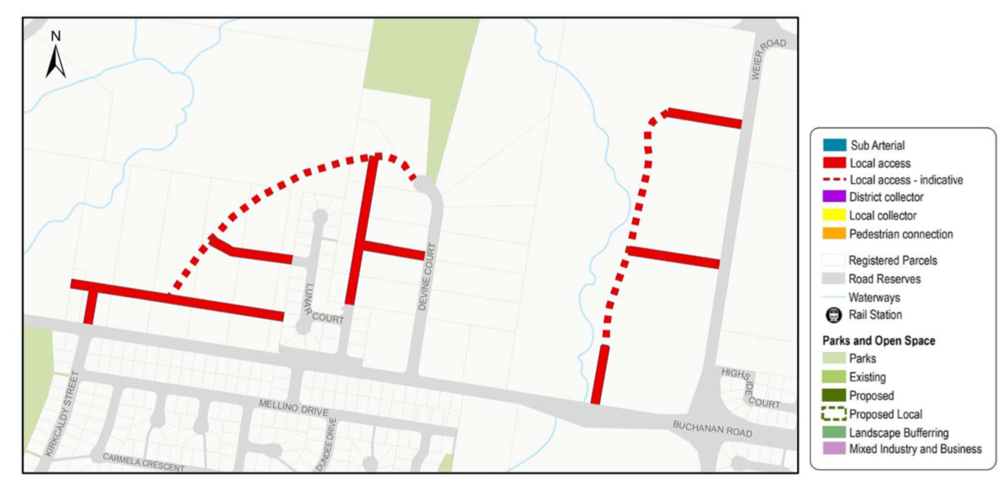 N
WEIER ROAD
DEVINE COURT
LUNAR
COURT
HIGHSIDE
COURT
MELLINO DRIVE
BUCHANAN ROAD
KIRKCALDY STREET
DUNDEE DRIVE
CARMELA CRESCENT
Sub Arterial
Local access
Local access - indicative
District collector
Local collector
Pedestrian connection
Registered Parcels
Road Reserves
Waterways
Rail Station
Parks and Open Space
Parks
Existing
Proposed
Proposed Local
Landscape Bufferring
Mixed Industry and Business